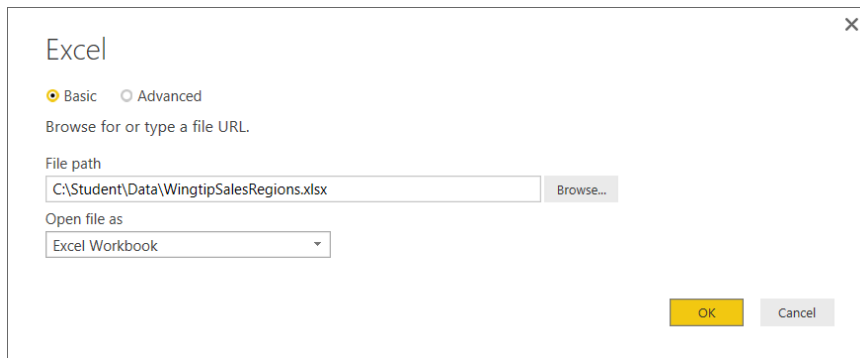 Excel
Basic Advanced
Browse for or type a file URL.
File path
C:\Student\Data\WingtipSalesRegions.xlsx Browse...
Open file as
Excel Workbook
OK Cancel